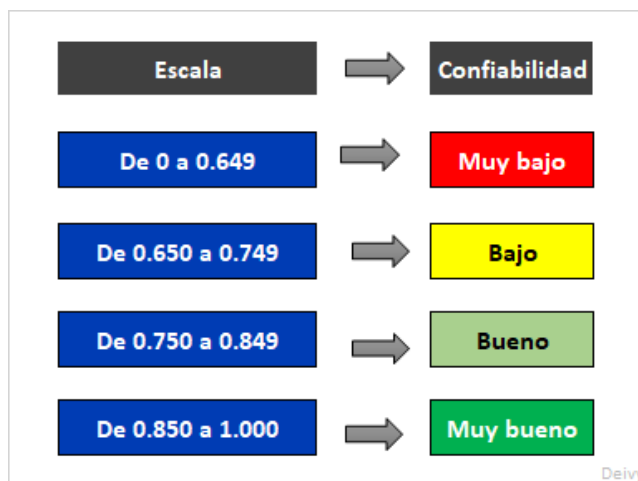 Escala
Confiabilidad
De 0 a 0.649
Muy bajo
De 0.650 a 0.749
Bajo
De 0.750 a 0.849
Bueno
De 0.850 a 1.000
Muy bueno